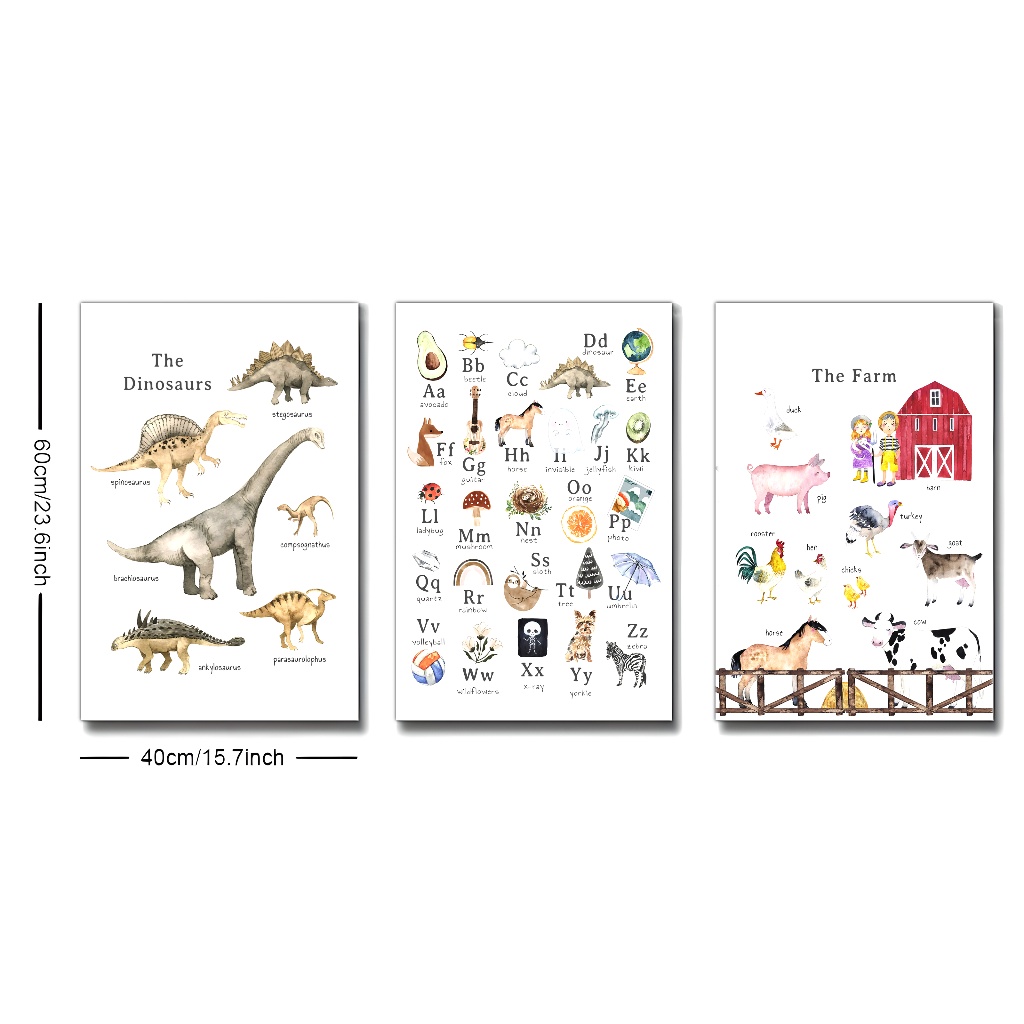 60cm/23.6inch
40cm/15.7inch
The
Dinosaurs
stegosaurus
spinosaurus
compsognathus
brachiosaurus
parasaurolophus
ankylosaurus
Aa
avocado
Bb
beetle
Cc
cloud
Dd
dinosaur
Ee
earth
Ff
fox
Gg
guitar
Hh
horse
Ii
invisible
Jj
jellyfish
Kk
kiwi
Ll
ladybug
Mm
mushroom
Nn
nest
Oo
orange
Pp
photo
Qq
quartz
Rr
rainbow
Ss
sloth
Tt
tree
Uu
umbrella
Vv
volleyball
Ww
wildflowers
Xx
x-ray
Yy
yorkie
Zz
zebra
The Farm
duck
barn
pig
turkey
rooster
hen
goat
chicks
cow
horse